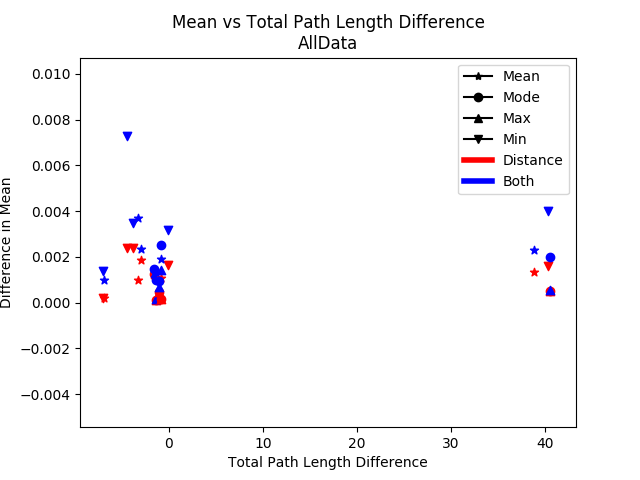 Mean vs Total Path Length Difference
AllData
Mean
Mode
Max
Min
Distance
Both
0.010
0.008
0.006
0.004
0.002
0.000
−0.002
−0.004
Difference in Mean
0 10 20 30 40
Total Path Length Difference